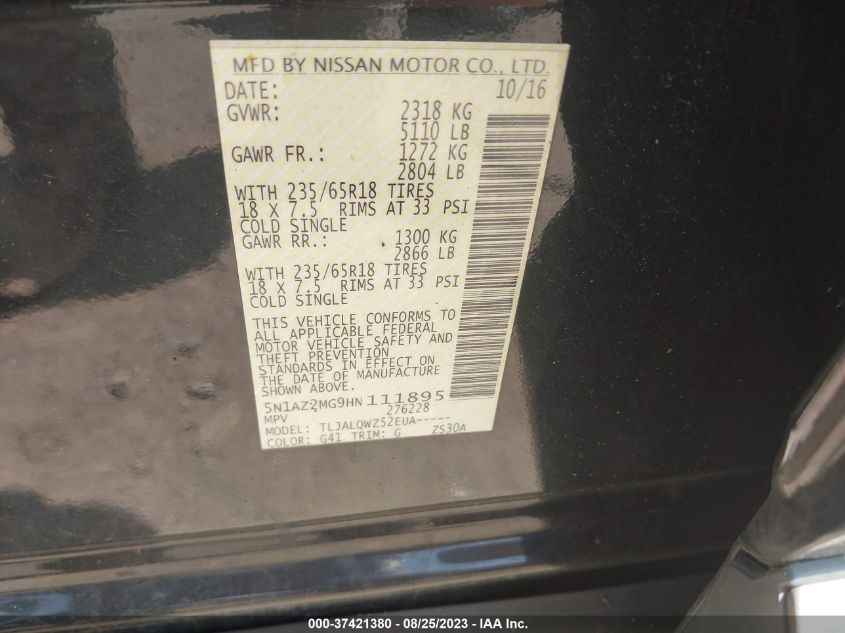 MFD BY NISSAN MOTOR CO., LTD.
DATE: 10/16
GVWR: 2318 KG
5110 LB
GAWR FR.: 1272 KG
2804 LB
WITH 235/65R18 TIRES
18 X 7.5 RIMS AT 33 PSI
COLD SINGLE
GAWR RR.: 1300 KG
2866 LB
WITH 235/65R18 TIRES
18 X 7.5 RIMS AT 33 PSI
COLD SINGLE
THIS VEHICLE CONFORMS TO
ALL APPLICABLE FEDERAL
MOTOR VEHICLE SAFETY AND
THEFT PREVENTION
STANDARDS IN EFFECT ON
THE DATE OF MANUFACTURE
SHOWN ABOVE.
5N1AZ2MG9HN111895
MPV 276228
MODEL: TLJALQWZ52EUA-----
COLOR: G41 TRIM: G ZS30A
000-37421380 - 08/25/2023 - IAA Inc.